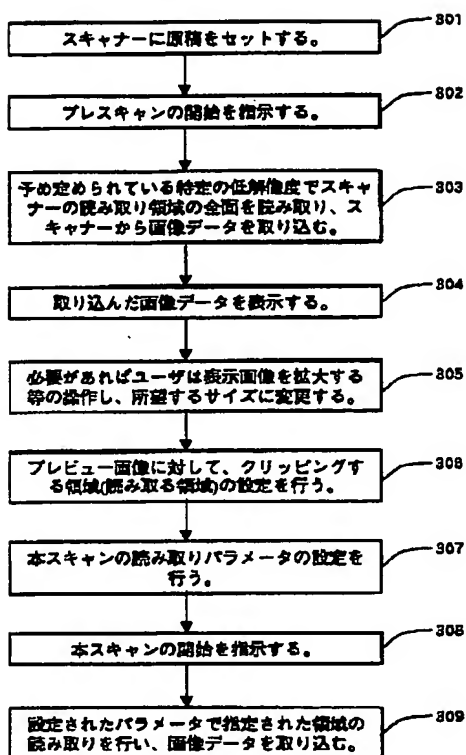 301
スキャナーに原稿をセットする。
302
プレスキャンの開始を指示する。
303
予め定められている特定の低解像度でスキャ
ナーの読み取り領域の全面を読み取り、ス
キャナーから画像データを取り込む。
304
取り込んだ画像データを表示する。
305
必要があればユーザは表示画像を拡大する
等の操作し、所望するサイズに変更する。
306
プレビュー画像に対して、クリッピングす
る領域(読み取る領域)の設定を行う。
307
本スキャンの読み取りパラメータの設定を
行う。
308
本スキャンの開始を指示する。
309
設定されたパラメータで指定された領域の
読み取りを行い、画像データを取り込む。